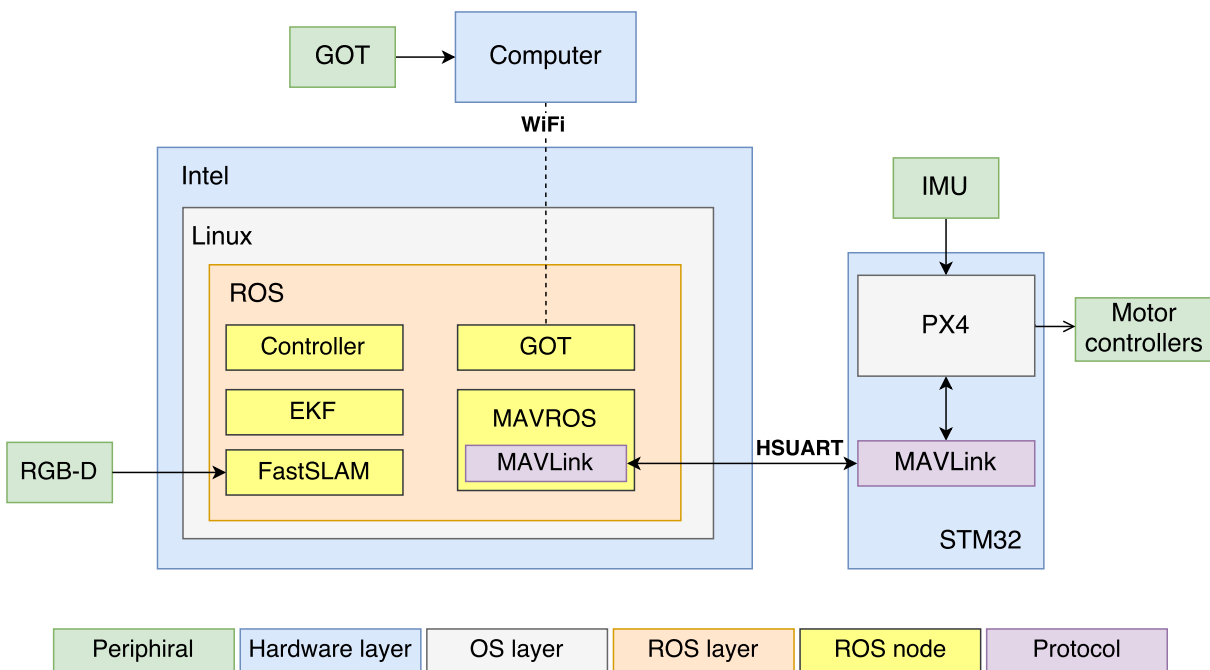 GOT
Computer
WiFi
Intel
IMU
Linux
ROS
PX4
Motor
controllers
Controller
GOT
EKF
MAVROS
HSUART
RGB-D
FastSLAM
MAVLink
MAVLink
STM32
Periphiral
Hardware layer
OS layer
ROS layer
ROS node
Protocol